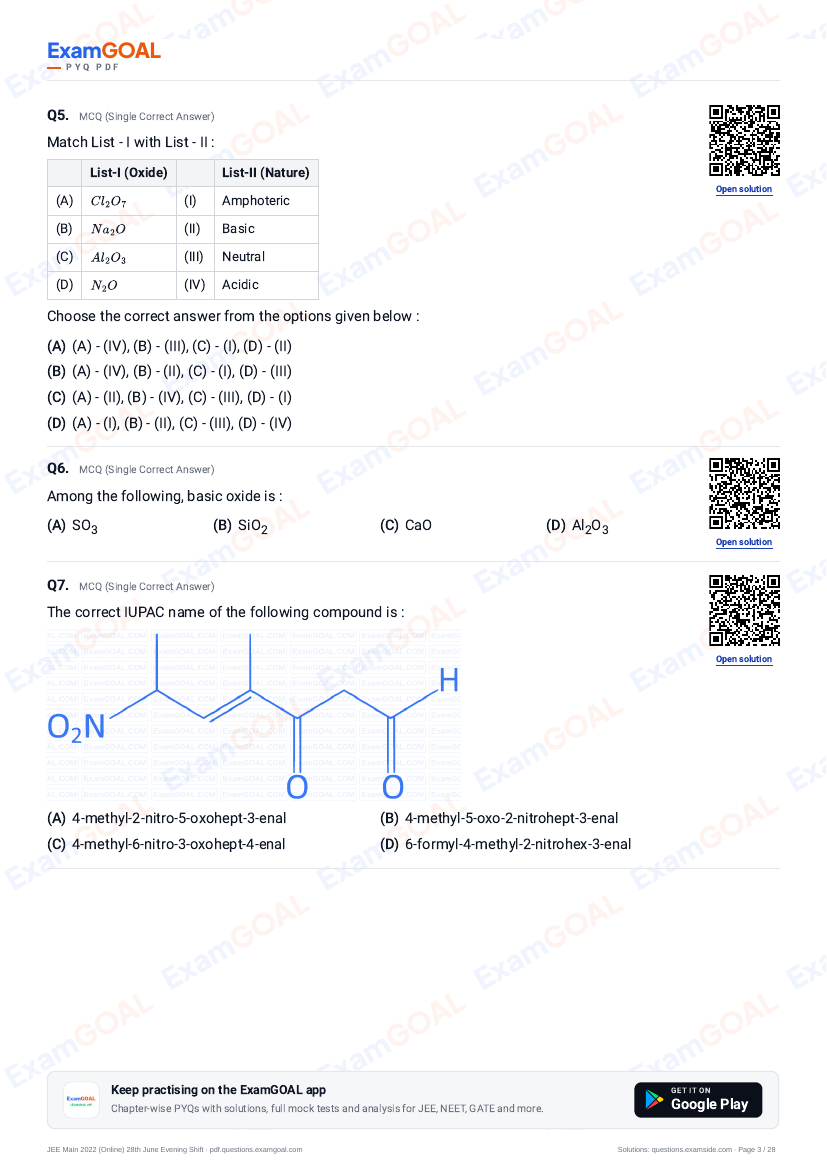 ExamGOAL
PYQ PDF
Q5. MCQ (Single Correct Answer)
Match List - I with List - II :
List-I (Oxide) List-II (Nature)
(A) Cl₂O₇ (I) Amphoteric
(B) Na₂O (II) Basic
(C) Al₂O₃ (III) Neutral
(D) N₂O (IV) Acidic
Choose the correct answer from the options given below :
(A) (A) - (IV), (B) - (III), (C) - (I), (D) - (II)
(B) (A) - (IV), (B) - (II), (C) - (I), (D) - (III)
(C) (A) - (II), (B) - (IV), (C) - (III), (D) - (I)
(D) (A) - (I), (B) - (II), (C) - (III), (D) - (IV)
Open solution
Q6. MCQ (Single Correct Answer)
Among the following, basic oxide is :
(A) SO₃ (B) SiO₂ (C) CaO (D) Al₂O₃
Open solution
Q7. MCQ (Single Correct Answer)
The correct IUPAC name of the following compound is :
Open solution
H
O₂N
O O
(A) 4-methyl-2-nitro-5-oxohept-3-enal (B) 4-methyl-5-oxo-2-nitrohept-3-enal
(C) 4-methyl-6-nitro-3-oxohept-4-enal (D) 6-formyl-4-methyl-2-nitrohex-3-enal
Keep practising on the ExamGOAL app
Chapter-wise PYQs with solutions, full mock tests and analysis for JEE, NEET, GATE and more.
GET IT ON
Google Play
JEE Main 2022 (Online) 28th June Evening Shift · pdf.questions.examgoal.com Solutions: questions.examside.com · Page 3 / 28